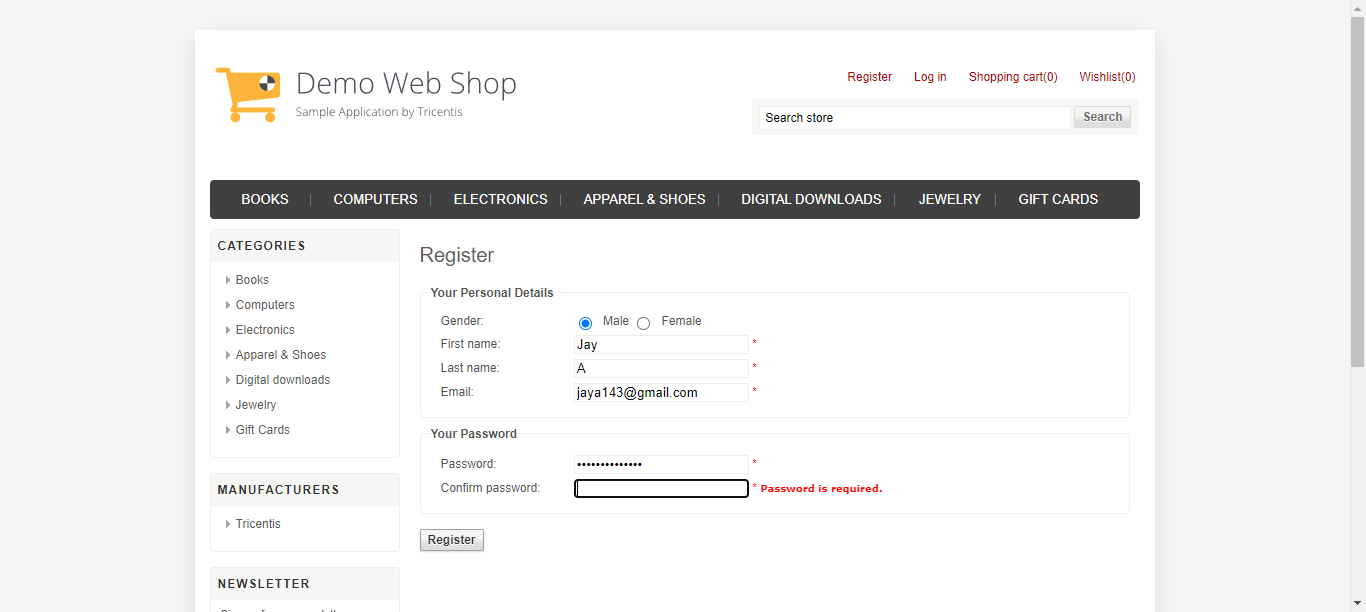 Demo Web Shop
Sample Application by Tricentis
Register Log in Shopping cart(0) Wishlist(0)
Search store Search
BOOKS COMPUTERS ELECTRONICS APPAREL & SHOES DIGITAL DOWNLOADS JEWELRY GIFT CARDS
CATEGORIES
Books
Computers
Electronics
Apparel & Shoes
Digital downloads
Jewelry
Gift Cards
MANUFACTURERS
Tricentis
NEWSLETTER
Register
Your Personal Details
Gender: Male Female
First name: Jay *
Last name: A *
Email: jaya143@gmail.com *
Your Password
Password: •••••••••••••• *
Confirm password: * Password is required.
Register